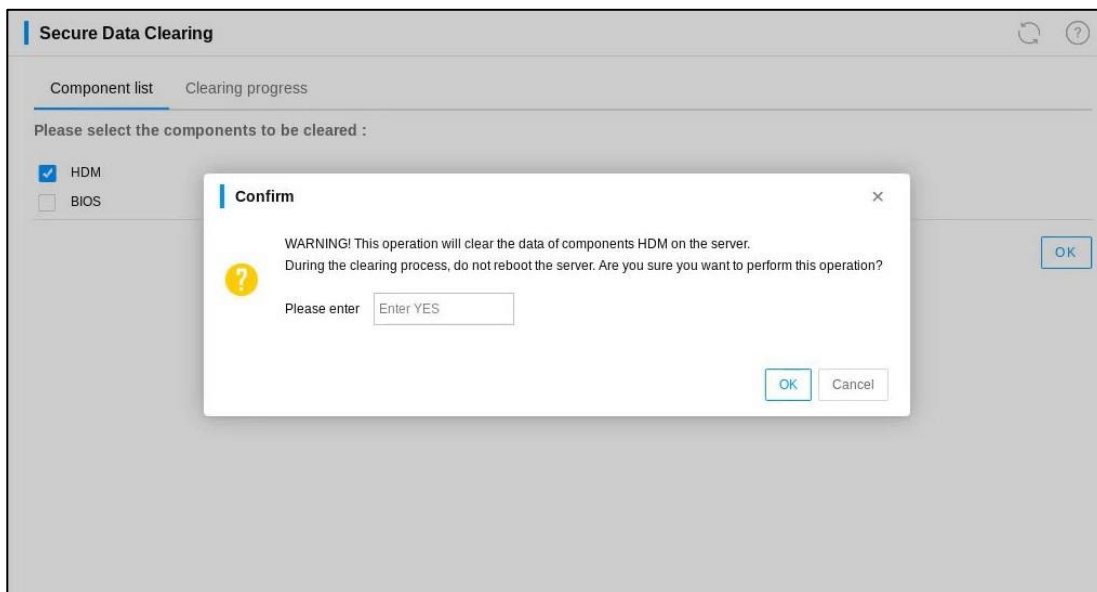 Secure Data Clearing
?
Component list Clearing progress
Please select the components to be cleared :
HDM
BIOS
Confirm
WARNING! This operation will clear the data of components HDM on the server.
During the clearing process, do not reboot the server. Are you sure you want to perform this operation?
?
Please enter Enter YES
OK Cancel
OK